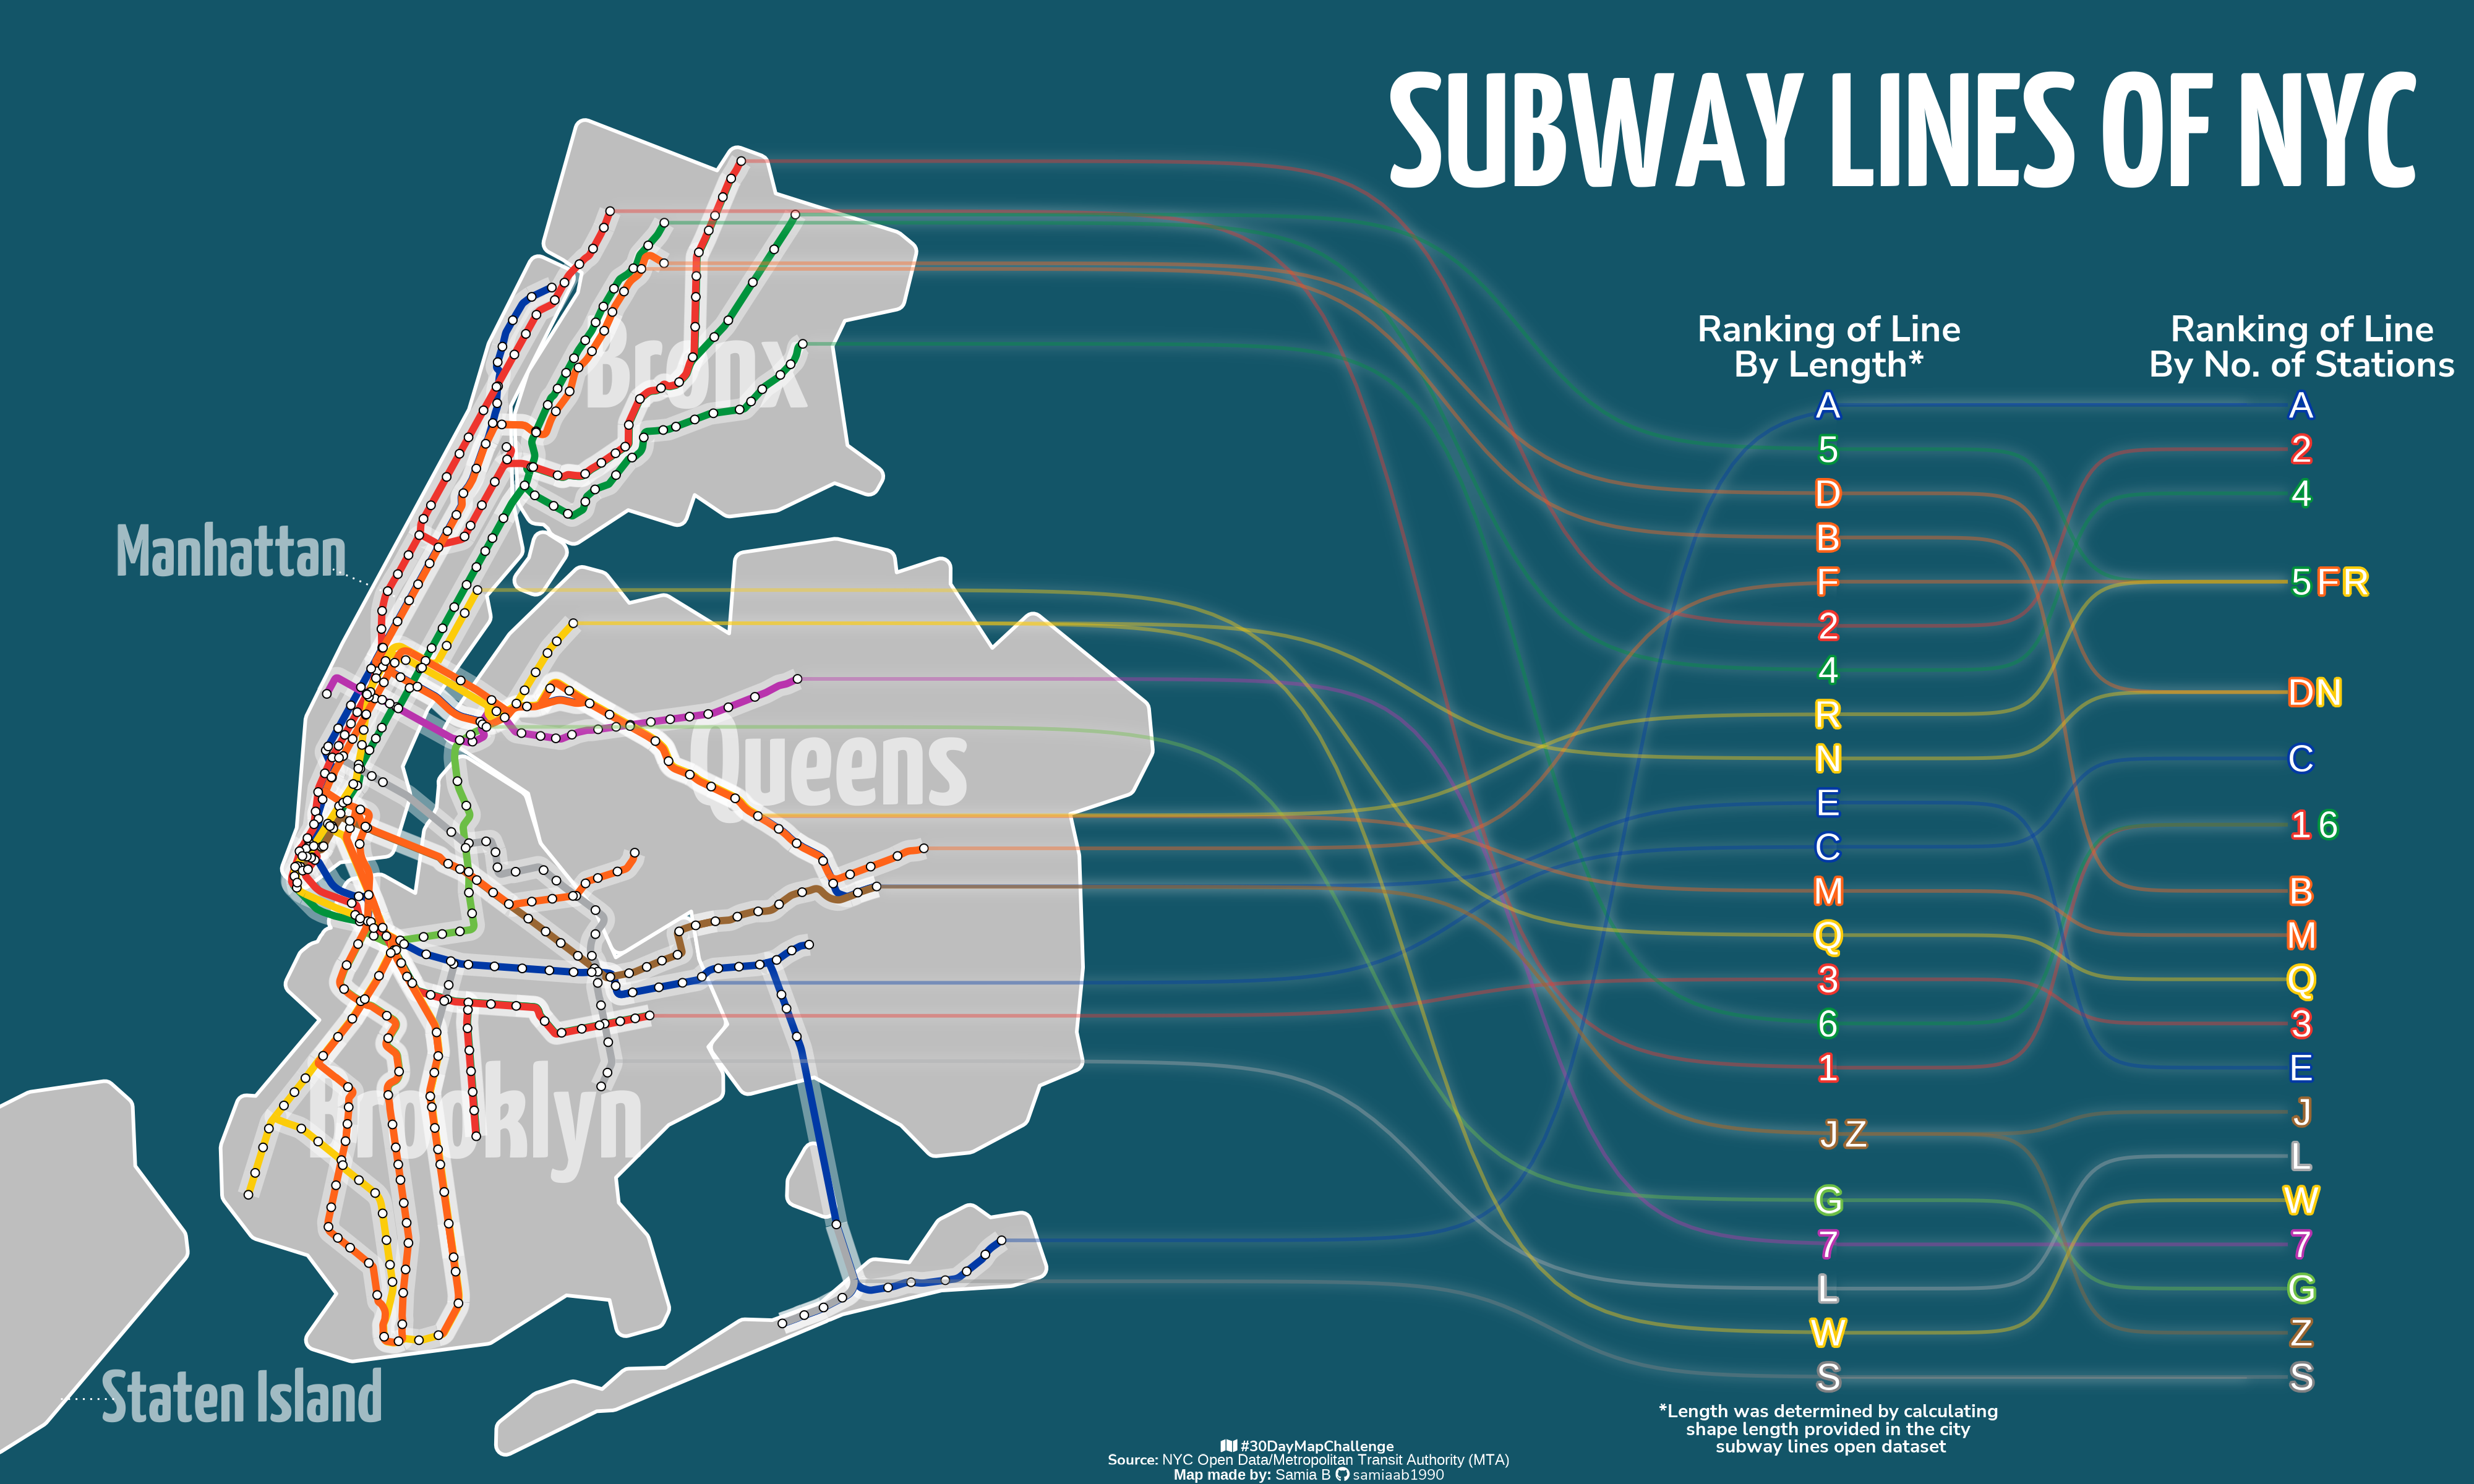 SUBWAY LINES OF NYC
Bronx
Manhattan
Queens
Brooklyn
Staten Island
Ranking of Line
By Length*
A
5
D
B
F
2
4
R
N
E
C
M
Q
3
6
1
J Z
G
7
L
W
S
*Length was determined by calculating
shape length provided in the city
subway lines open dataset
Ranking of Line
By No. of Stations
A
2
4
5 F R
D N
C
1 6
B
M
Q
3
E
J
L
W
7
G
Z
S
#30DayMapChallenge
Source: NYC Open Data/Metropolitan Transit Authority (MTA)
Map made by: Samia B samiaab1990